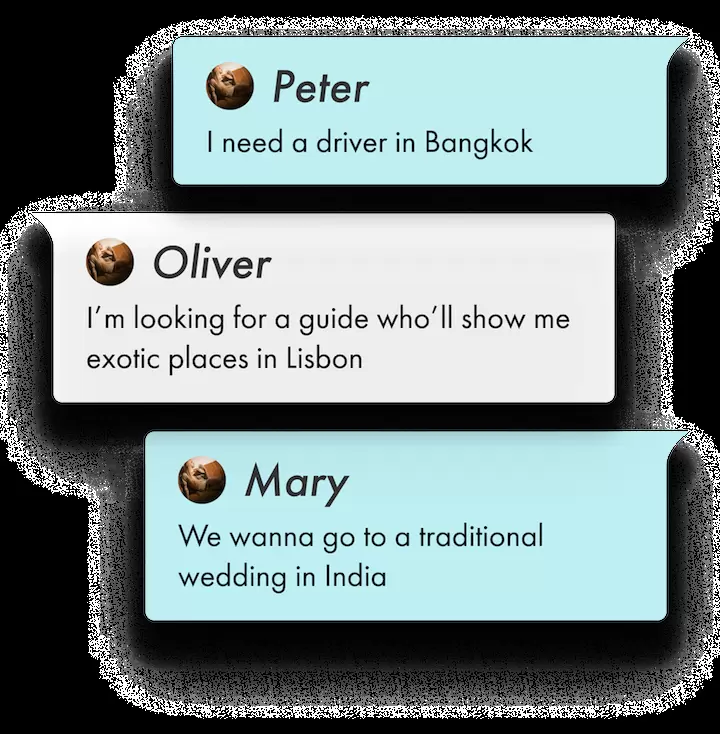 Peter
I need a driver in Bangkok
Oliver
I’m looking for a guide who’ll show me
exotic places in Lisbon
Mary
We wanna go to a traditional
wedding in India